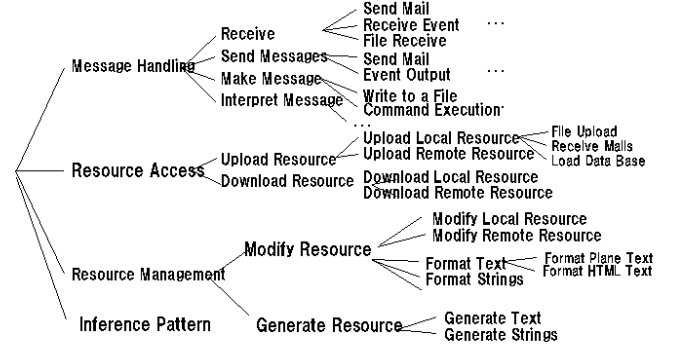 Send Mail
Receive Receive Event ...
File Receive
Send Messages Send Mail
Event Output ...
Message Handling
Make Message
Write to a File
Interpret Message Command Execution
...
Upload Local Resource File Upload
Upload Resource Upload Remote Resource Receive Mails
Load Data Base
Resource Access
Download Resource Download Local Resource
Download Remote Resource
Modify Local Resource
Modify Remote Resource
Modify Resource
Format Text Format Plane Text
Format HTML Text
Resource Management Format Strings
Inference Pattern Generate Resource Generate Text
Generate Strings